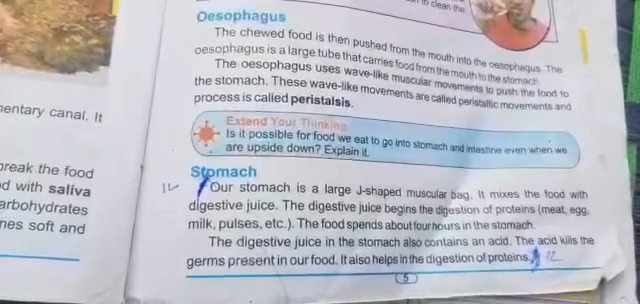 mentary canal. It
break the food
d with saliva
arbohydrates
nes soft and
to clean the
Oesophagus
The chewed food is then pushed from the mouth into the oesophagus. The
oesophagus is a large tube that carries food from the mouth to the stomach.
The oesophagus uses wave-like muscular movements to push the food to
the stomach. These wave-like movements are called peristaltic movements and
process is called peristalsis.
Extend Your Thinking
Is it possible for food we eat to go into stomach and intestine even when we
are upside down? Explain it.
Stomach
Our stomach is a large J-shaped muscular bag. It mixes the food with
digestive juice. The digestive juice begins the digestion of proteins (meat, egg,
milk, pulses, etc.). The food spends about four hours in the stomach.
The digestive juice in the stomach also contains an acid. The acid kills the
germs present in our food. It also helps in the digestion of proteins.
5